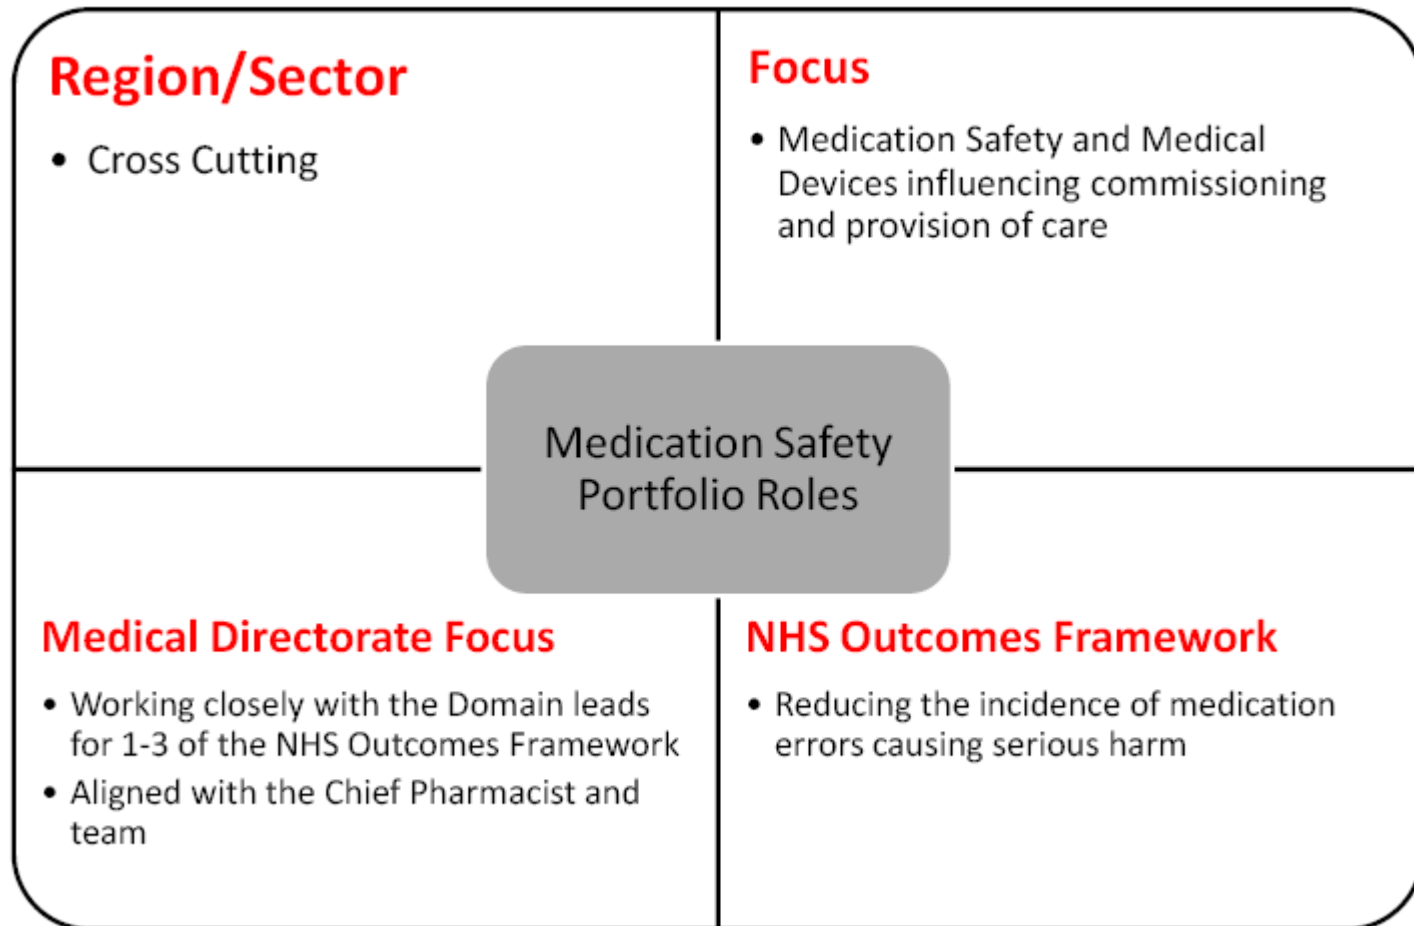 Region/Sector
• Cross Cutting
Focus
• Medication Safety and Medical
Devices influencing commissioning
and provision of care
Medication Safety
Portfolio Roles
Medical Directorate Focus
• Working closely with the Domain leads
for 1-3 of the NHS Outcomes Framework
• Aligned with the Chief Pharmacist and
team
NHS Outcomes Framework
• Reducing the incidence of medication
errors causing serious harm